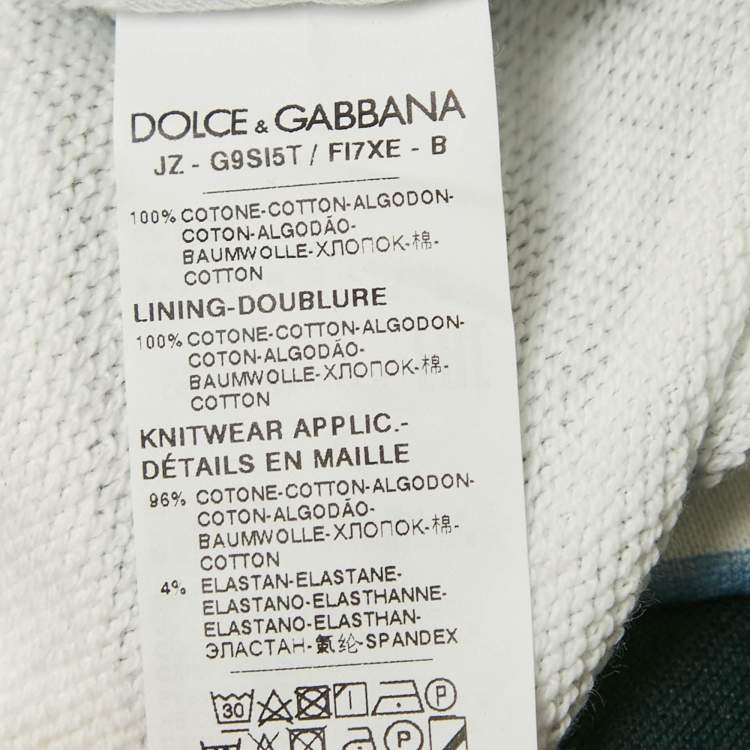 DOLCE & GABBANA
JZ - G9SI5T / FI7XE - B
100% COTONE-COTTON-ALGODON-
COTON-ALGODÃO-
BAUMWOLLE-ХЛОПОК-棉-
COTTON
LINING-DOUBLURE
100% COTONE-COTTON-ALGODON-
COTON-ALGODÃO-
BAUMWOLLE-ХЛОПОК-棉-
COTTON
KNITWEAR APPLIC.-
DÉTAILS EN MAILLE
96% COTONE-COTTON-ALGODON-
COTON-ALGODÃO-
BAUMWOLLE-ХЛОПОК-棉-
COTTON
4% ELASTAN-ELASTANE-
ELASTANO-ELASTHANNE-
ELASTANO-ELASTHAN-
ЭЛАСТАН-氨纶-SPANDEX
30 P
P